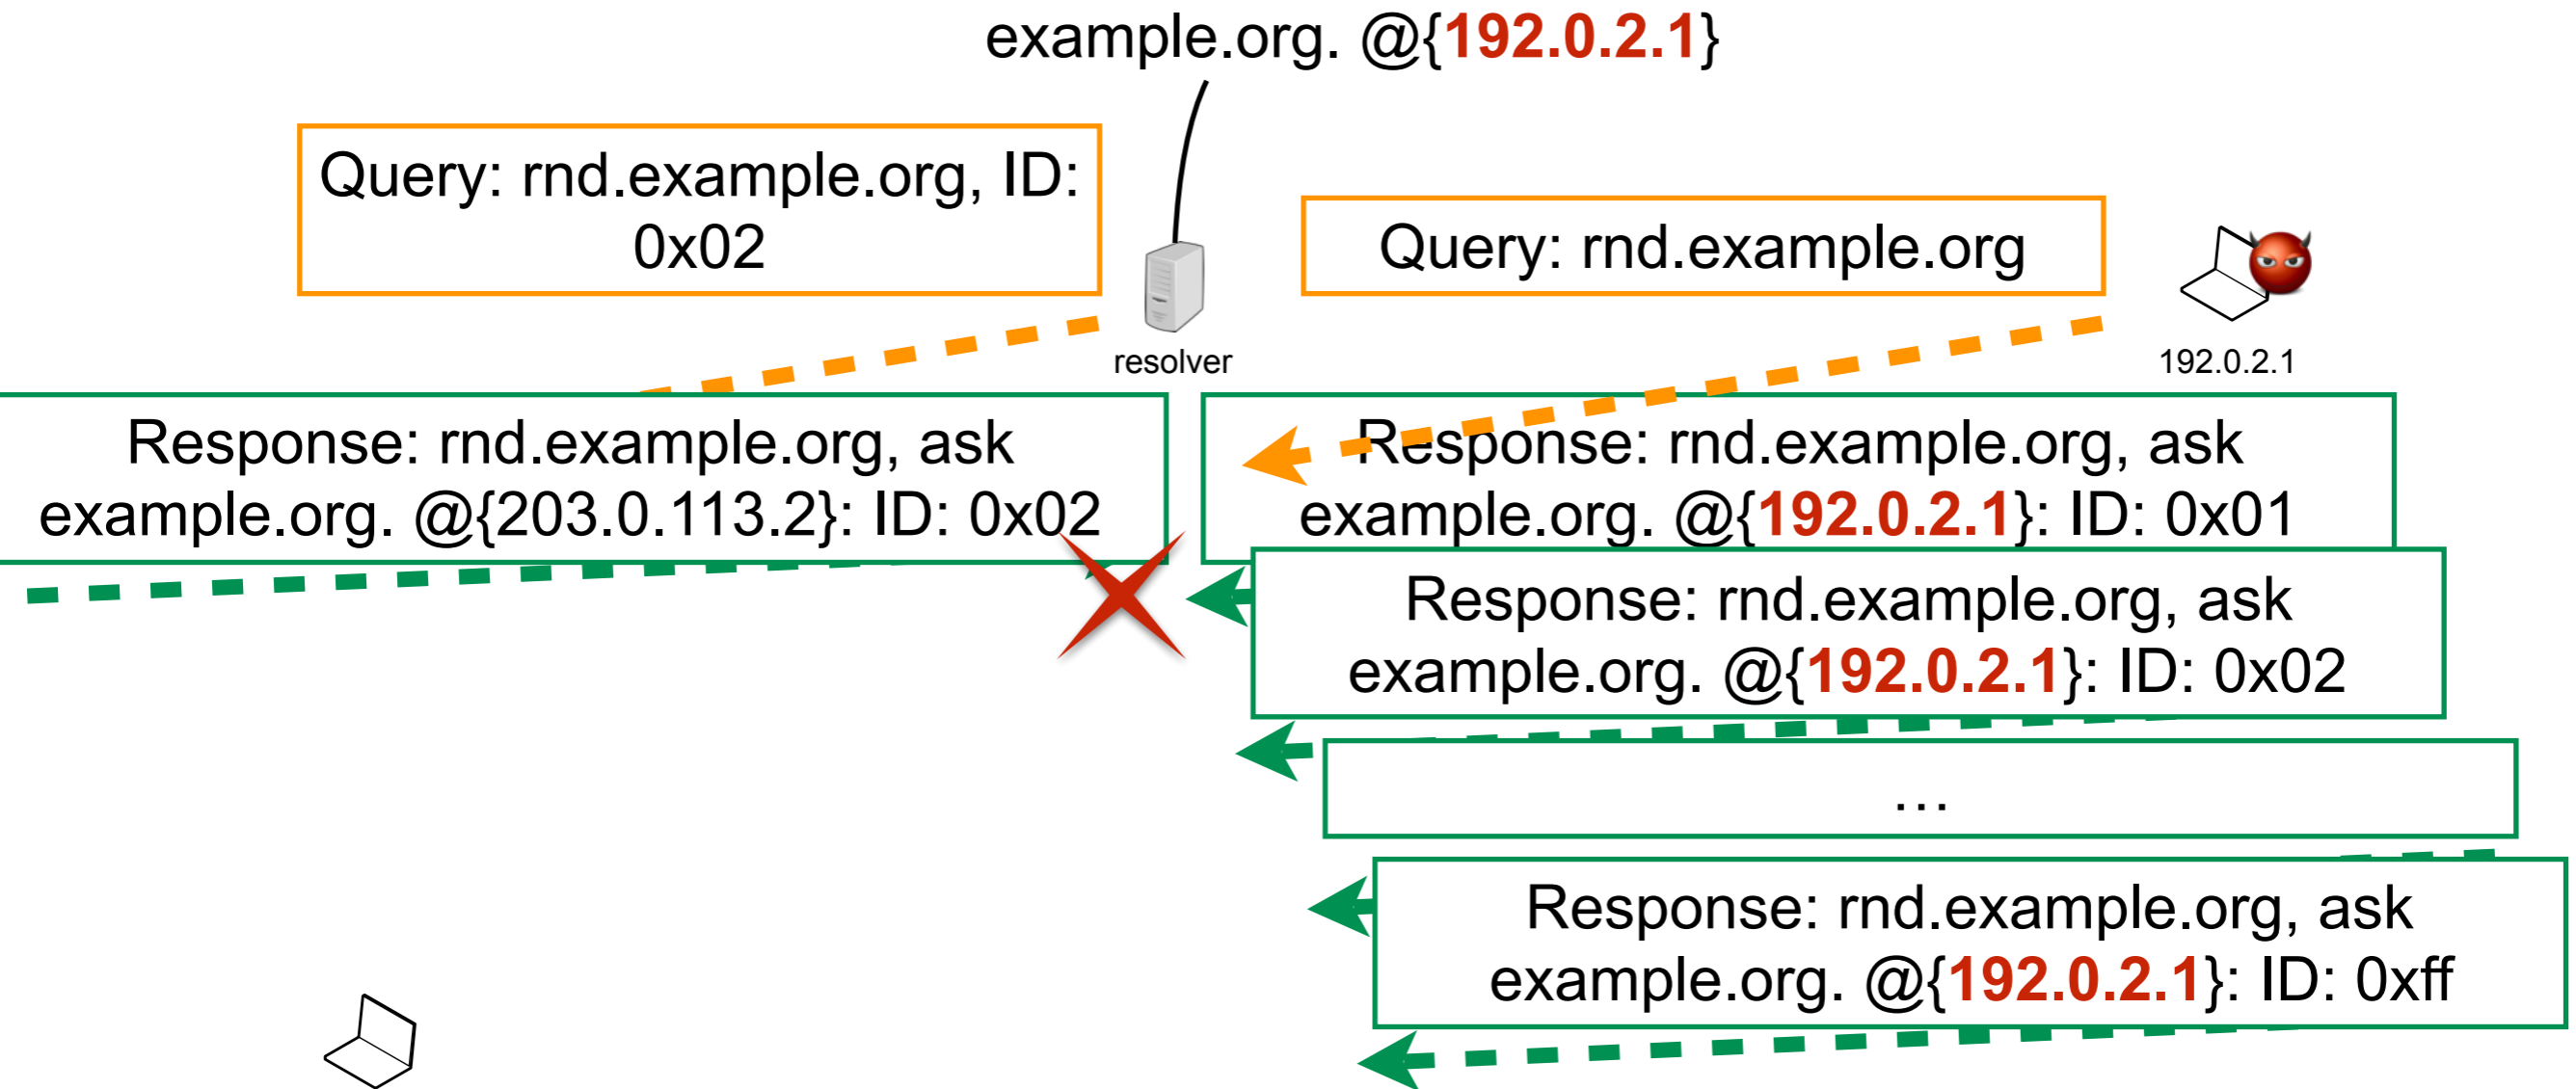 example.org. @{192.0.2.1}
Query: rnd.example.org, ID:
0x02
Query: rnd.example.org
resolver
192.0.2.1
Response: rnd.example.org, ask
example.org. @{203.0.113.2}: ID: 0x02
Response: rnd.example.org, ask
example.org. @{192.0.2.1}: ID: 0x01
Response: rnd.example.org, ask
example.org. @{192.0.2.1}: ID: 0x02
…
Response: rnd.example.org, ask
example.org. @{192.0.2.1}: ID: 0xff